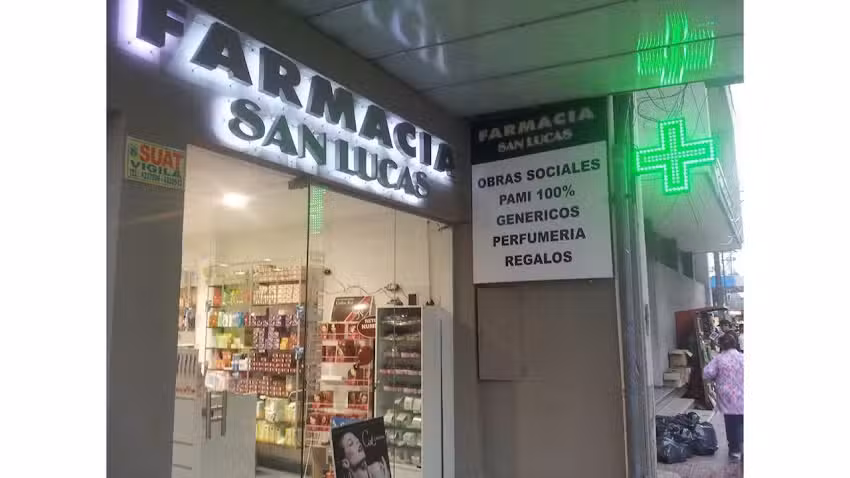 FARMACIA
SAN LUCAS
SUAT
VIGILA
FARMACIA
SAN LUCAS
OBRAS SOCIALES
PAMI 100%
GENERICOS
PERFUMERIA
REGALOS